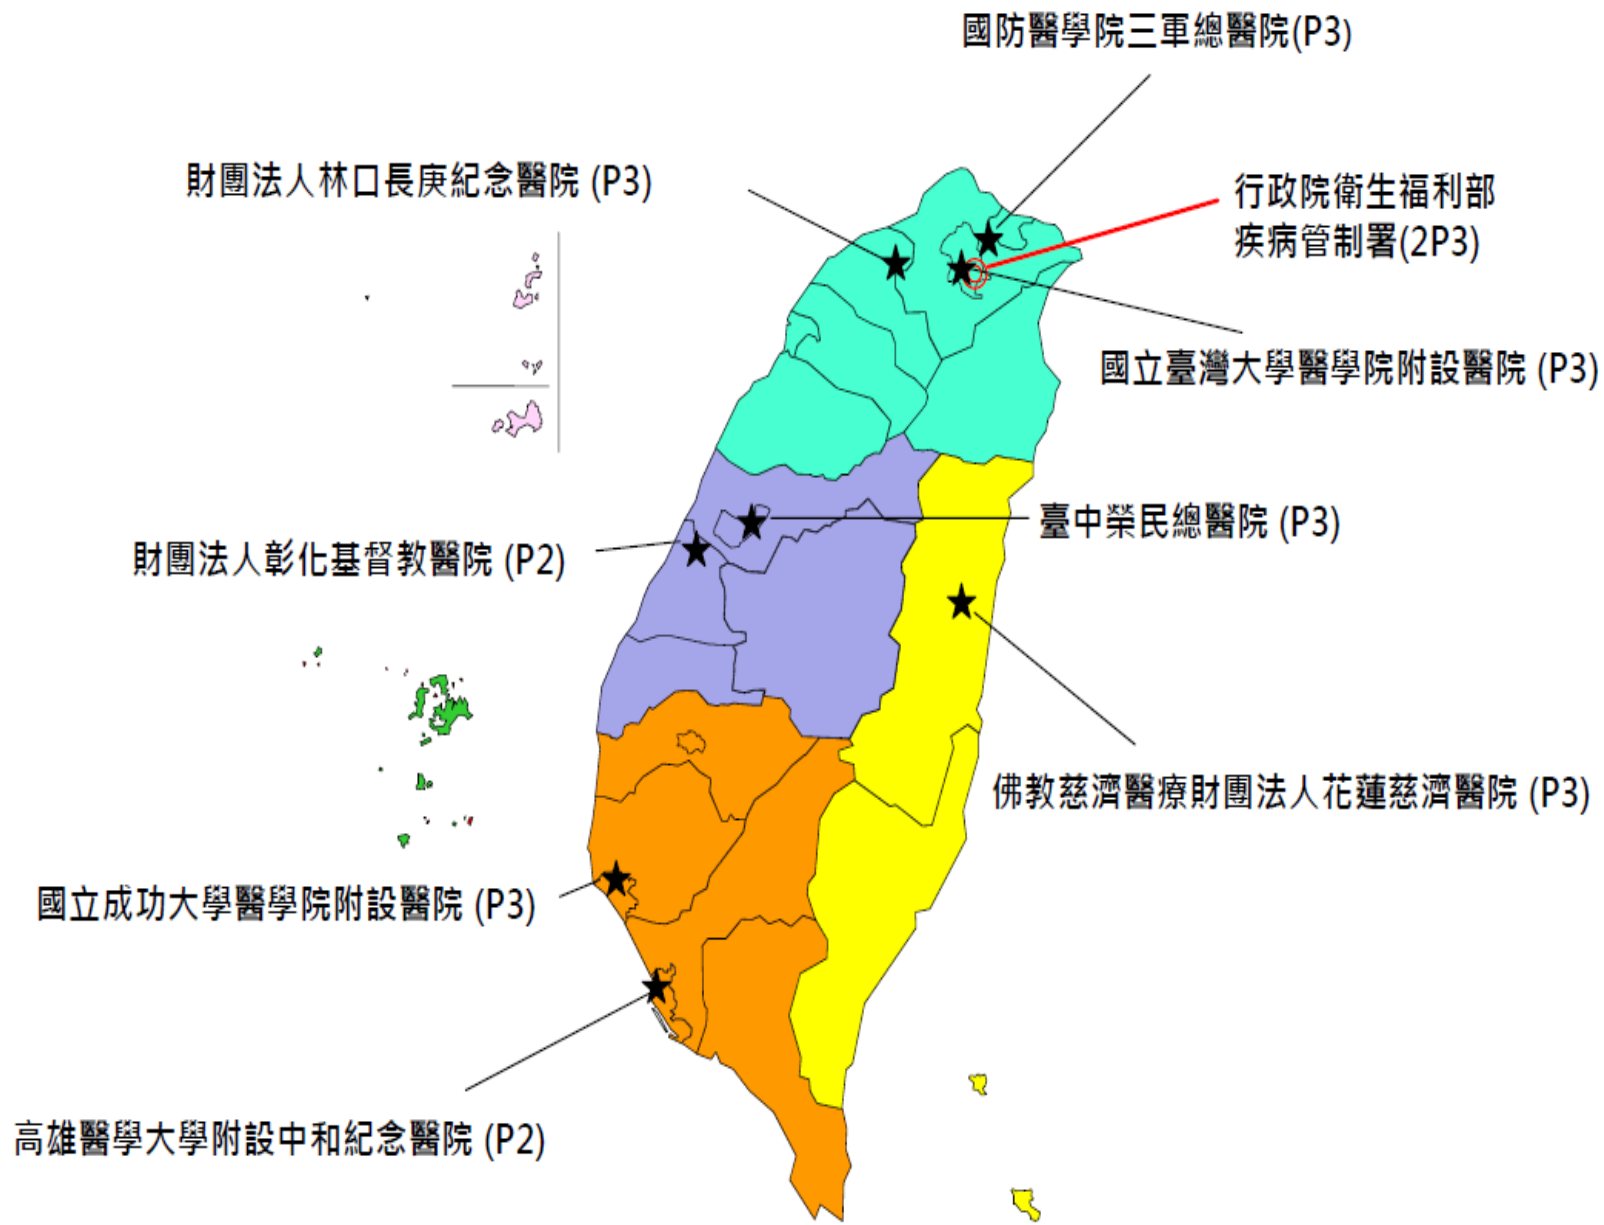 國防醫學院三軍總醫院(P3)
財團法人林口長庚紀念醫院 (P3)
行政院衛生福利部
疾病管制署(2P3)
國立臺灣大學醫學院附設醫院 (P3)
臺中榮民總醫院 (P3)
財團法人彰化基督教醫院 (P2)
佛教慈濟醫療財團法人花蓮慈濟醫院 (P3)
國立成功大學醫學院附設醫院 (P3)
高雄醫學大學附設中和紀念醫院 (P2)